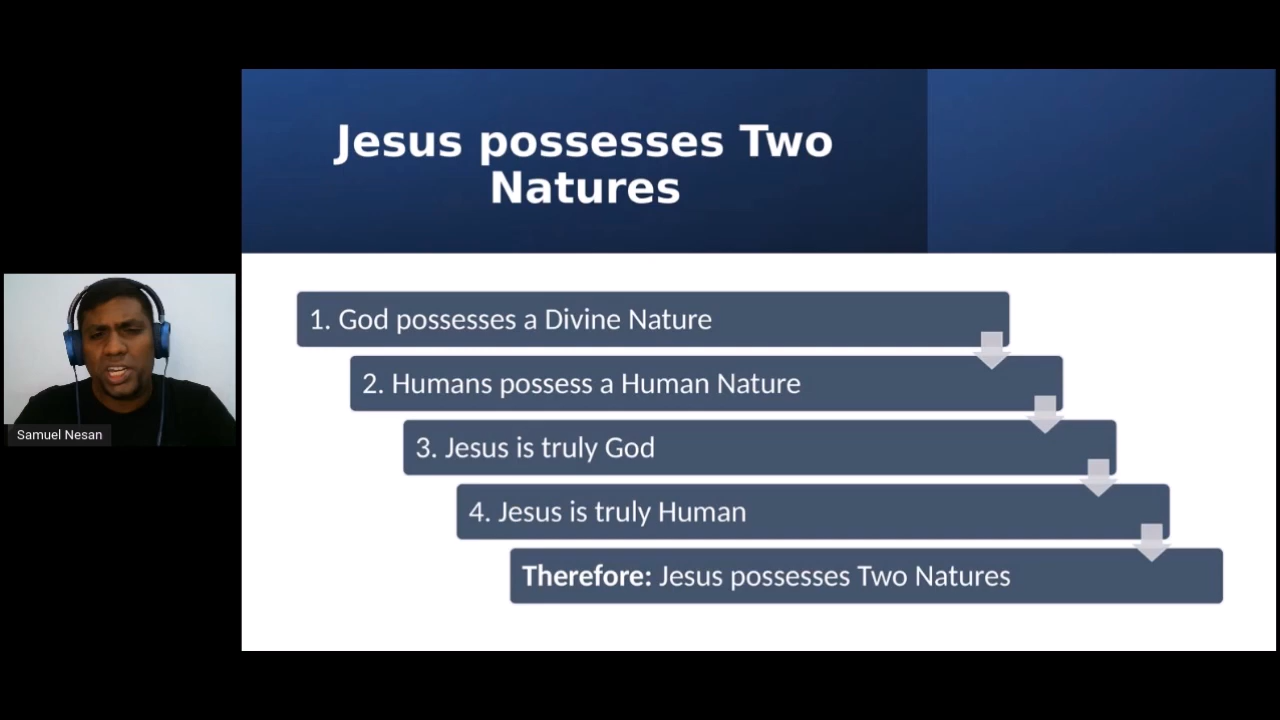 Jesus possesses Two
Natures
1. God possesses a Divine Nature
2. Humans possess a Human Nature
3. Jesus is truly God
4. Jesus is truly Human
Therefore: Jesus possesses Two Natures
Samuel Nesan